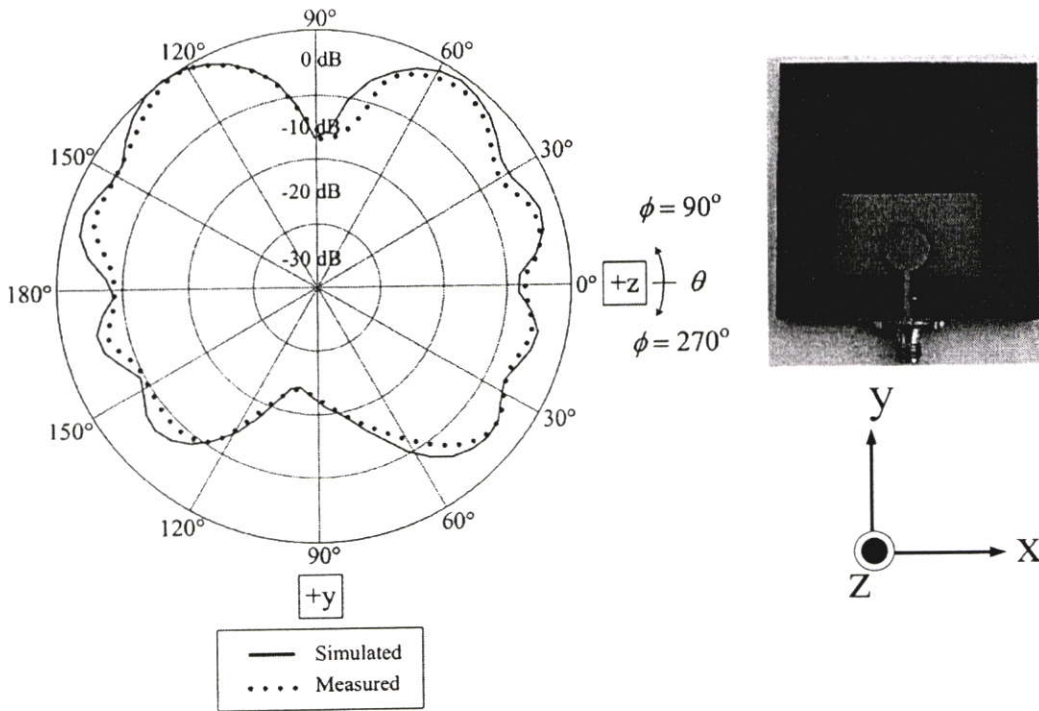 90°
120°
0 dB
60°
-10 dB
150°
30°
-20 dB
ϕ = 90°
-30 dB
180°
0°
+z
θ
ϕ = 270°
150°
30°
y
120°
60°
90°
x
z
+y
Simulated
Measured